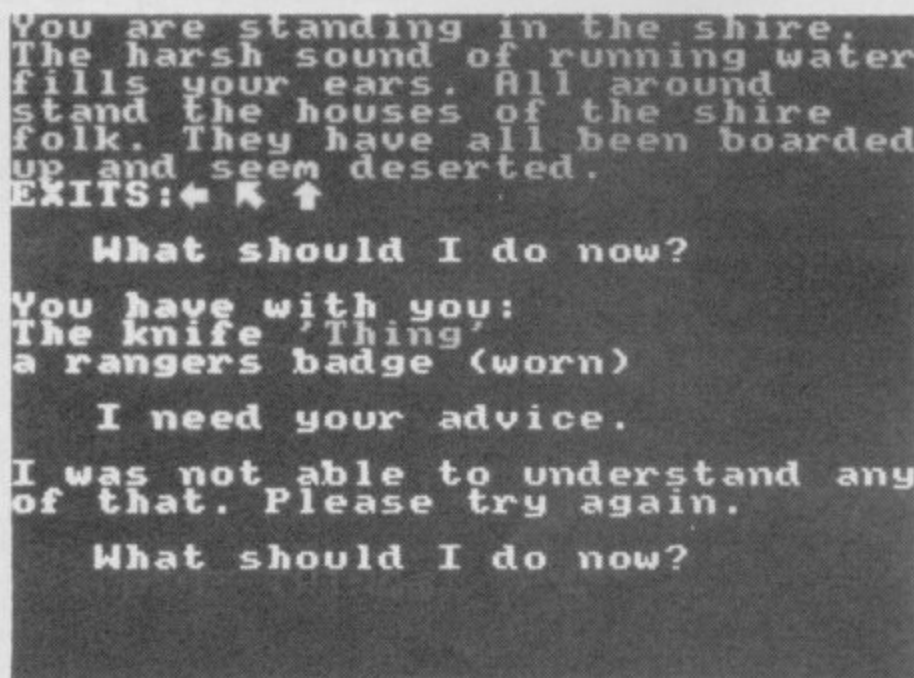 You are standing in the shire.
The harsh sound of running water
fills your ears. All around
stand the houses of the shire
folk. They have all been boarded
up and seem deserted.
EXITS:← ↖ ↑
What should I do now?
You have with you:
The knife 'Thing'
a rangers badge (worn)
I need your advice.
I was not able to understand any
of that. Please try again.
What should I do now?